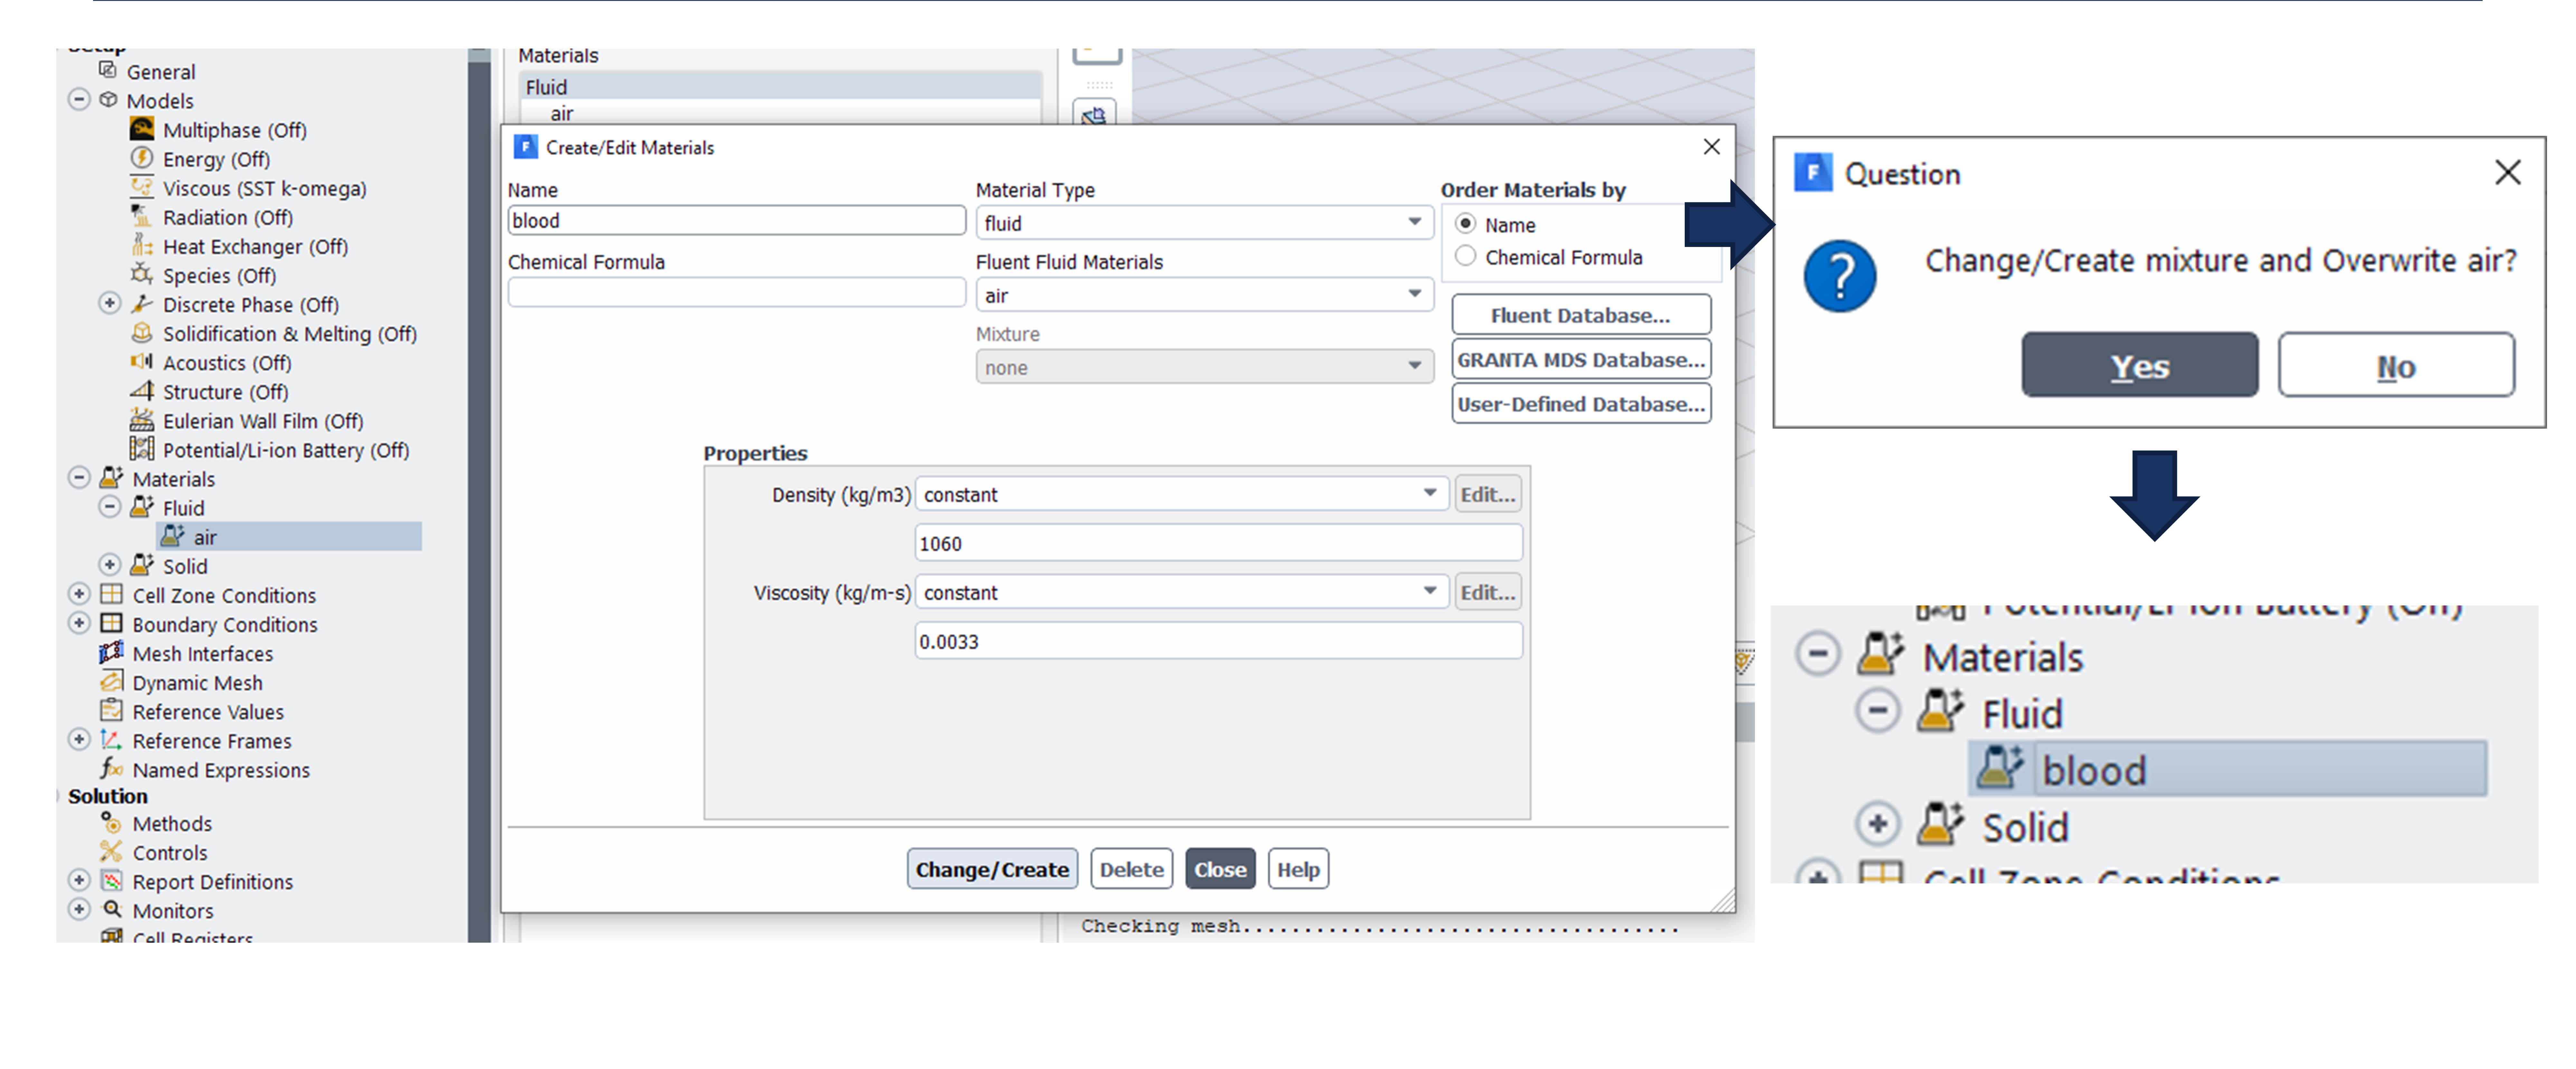 Setup
General
Models
Multiphase (Off)
Energy (Off)
Viscous (SST k-omega)
Radiation (Off)
Heat Exchanger (Off)
Species (Off)
Discrete Phase (Off)
Solidification & Melting (Off)
Acoustics (Off)
Structure (Off)
Eulerian Wall Film (Off)
Potential/Li-ion Battery (Off)
Materials
Fluid
air
Solid
Cell Zone Conditions
Boundary Conditions
Mesh Interfaces
Dynamic Mesh
Reference Values
Reference Frames
Named Expressions
Solution
Methods
Controls
Report Definitions
Monitors
Cell Registers
Materials
Fluid
air
Create/Edit Materials
Name
blood
Chemical Formula
Material Type
fluid
Fluent Fluid Materials
air
Mixture
none
Order Materials by
Name
Chemical Formula
Fluent Database...
GRANTA MDS Database...
User-Defined Database...
Properties
Density (kg/m3) constant Edit...
1060
Viscosity (kg/m-s) constant Edit...
0.0033
Change/Create Delete Close Help
Checking mesh....................................
Question
Change/Create mixture and Overwrite air?
Yes No
Potential/Li-ion Battery (Off)
Materials
Fluid
blood
Solid
Cell Zone Conditions